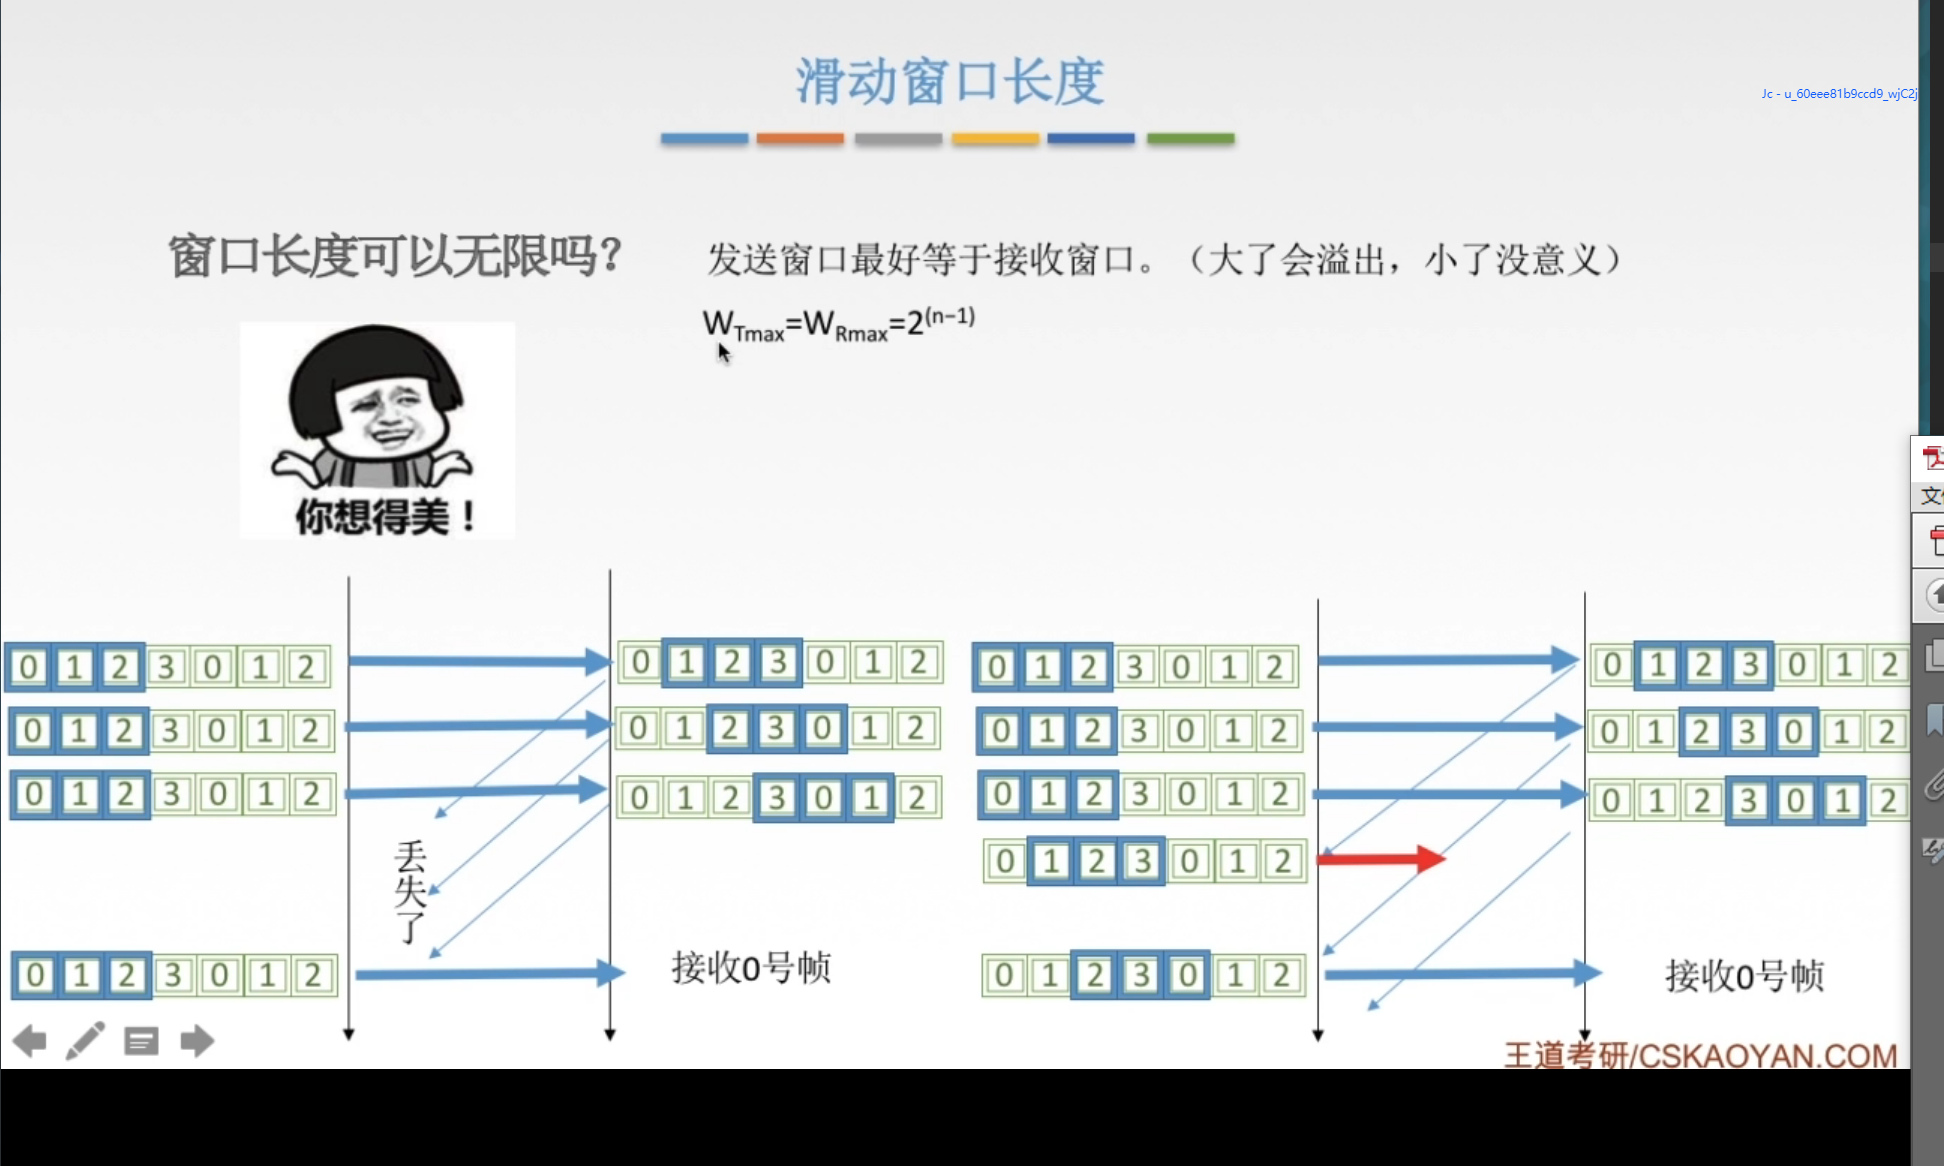 滑动窗口长度
Jc - u_60eee81b9ccd9_wjC2j
窗口长度可以无限吗?
发送窗口最好等于接收窗口。（大了会溢出，小了没意义）
W_Tmax=W_Rmax=2^(n-1)
你想得美！
0 1 2 3 0 1 2
0 1 2 3 0 1 2
0 1 2 3 0 1 2
0 1 2 3 0 1 2
0 1 2 3 0 1 2
0 1 2 3 0 1 2
0 1 2 3 0 1 2
0 1 2 3 0 1 2
0 1 2 3 0 1 2
0 1 2 3 0 1 2
0 1 2 3 0 1 2
0 1 2 3 0 1 2
丢失了
0 1 2 3 0 1 2
0 1 2 3 0 1 2
接收0号帧
0 1 2 3 0 1 2
接收0号帧
王道考研/CSKAOYAN.COM